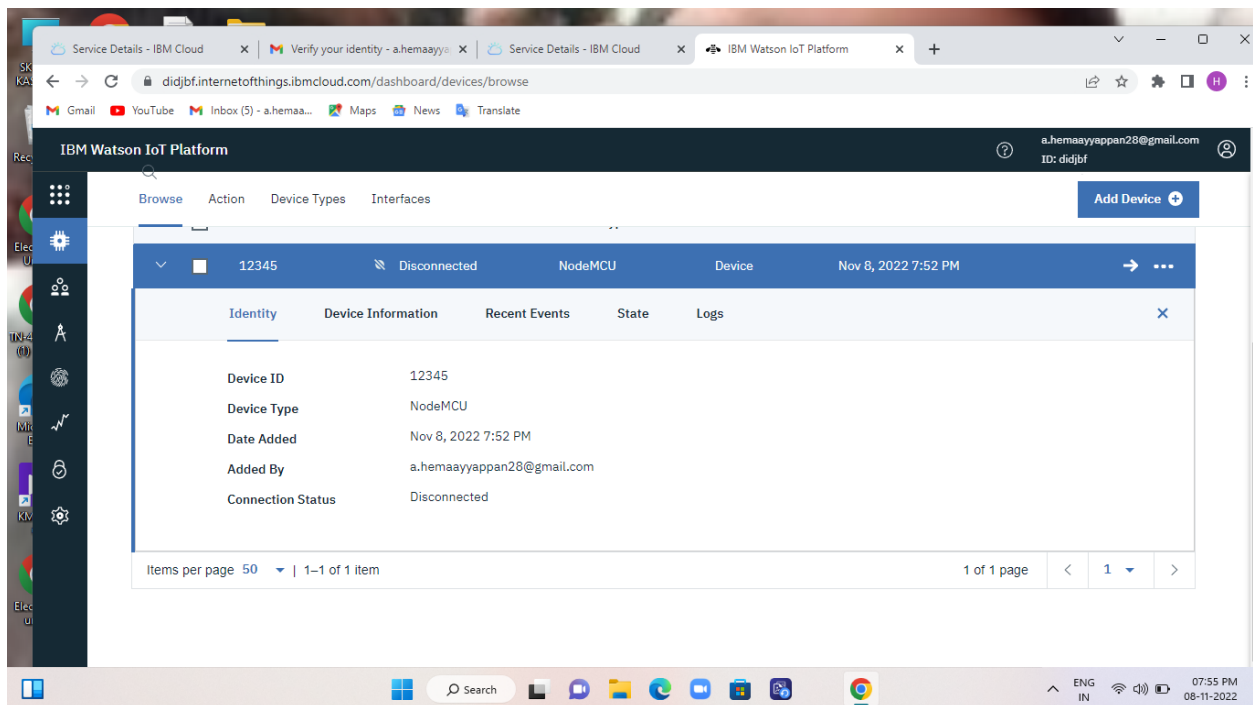 Service Details - IBM Cloud
Verify your identity - a.hemaayya
Service Details - IBM Cloud
IBM Watson IoT Platform
didjbf.internetofthings.ibmcloud.com/dashboard/devices/browse
H
Gmail
YouTube
Inbox (5) - a.hemaa...
Maps
News
Translate
IBM Watson IoT Platform
a.hemaayyappan28@gmail.com
ID: didjbf
Browse
Action
Device Types
Interfaces
Add Device
12345
Disconnected
NodeMCU
Device
Nov 8, 2022 7:52 PM
Identity
Device Information
Recent Events
State
Logs
Device ID 12345
Device Type NodeMCU
Date Added Nov 8, 2022 7:52 PM
Added By a.hemaayyappan28@gmail.com
Connection Status Disconnected
Items per page 50 | 1–1 of 1 item
1 of 1 page
1
Search
ENG
IN
07:55 PM
08-11-2022